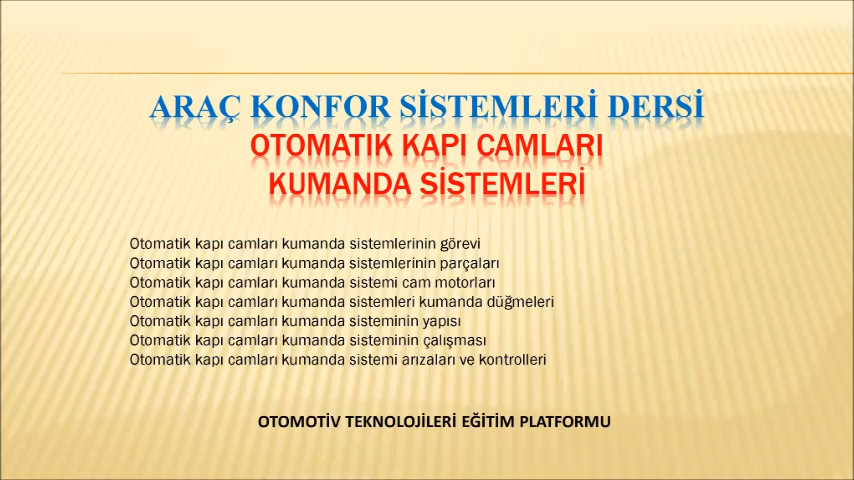 ARAÇ KONFOR SİSTEMLERİ DERSİ
OTOMATIK KAPI CAMLARI
KUMANDA SİSTEMLERİ
Otomatik kapı camları kumanda sistemlerinin görevi
Otomatik kapı camları kumanda sistemlerinin parçaları
Otomatik kapı camları kumanda sistemi cam motorları
Otomatik kapı camları kumanda sistemleri kumanda düğmeleri
Otomatik kapı camları kumanda sisteminin yapısı
Otomatik kapı camları kumanda sisteminin çalışması
Otomatik kapı camları kumanda sistemi arızaları ve kontrolleri
OTOMOTİV TEKNOLOJİLERİ EĞİTİM PLATFORMU